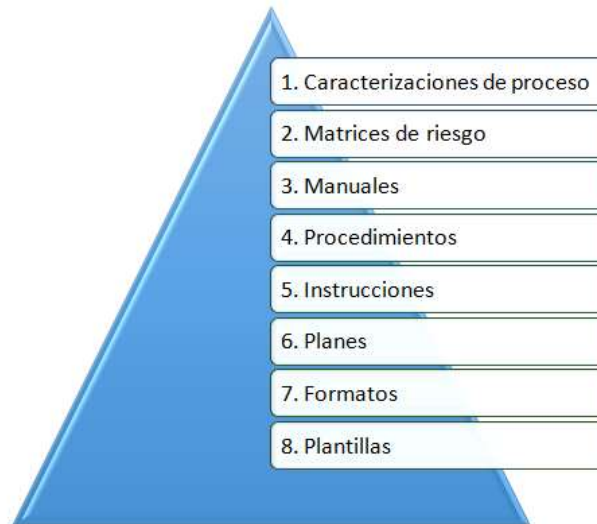 1. Caracterizaciones de proceso
2. Matrices de riesgo
3. Manuales
4. Procedimientos
5. Instrucciones
6. Planes
7. Formatos
8. Plantillas